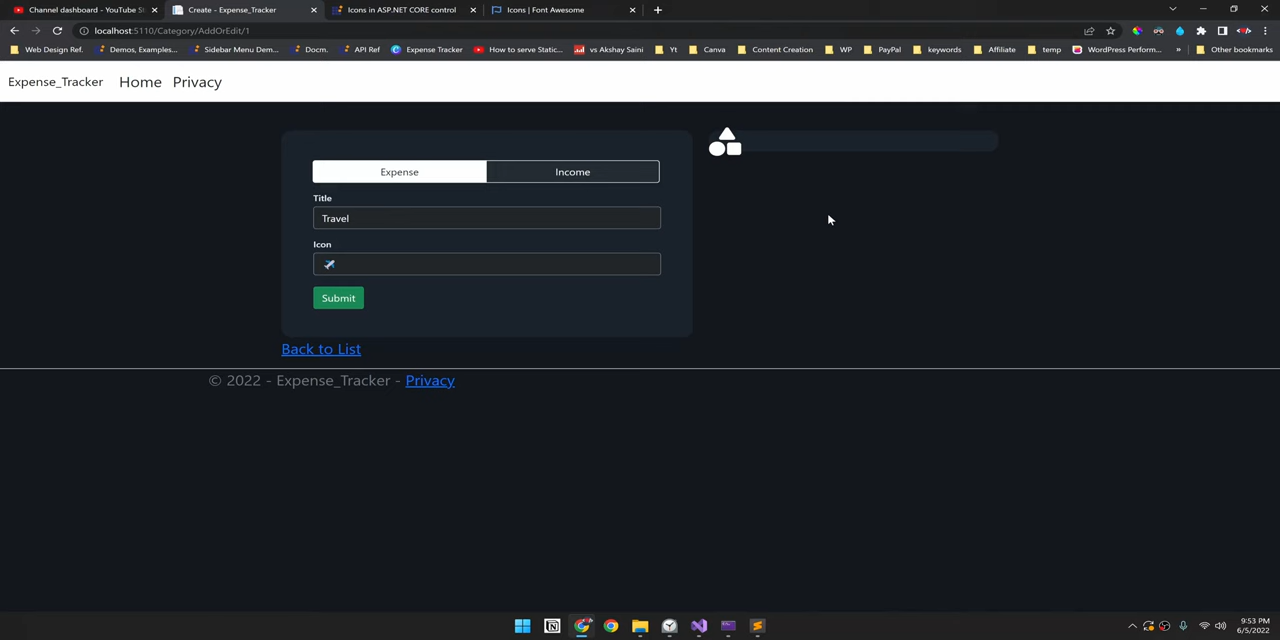 Channel dashboard - YouTube St
Create - Expense_Tracker
Icons in ASP.NET CORE control
Icons | Font Awesome
localhost:5110/Category/AddOrEdit/1
Web Design Ref.
Demos, Examples...
Sidebar Menu Dem...
Docm.
API Ref
Expense Tracker
How to serve Static...
vs Akshay Saini
Yt
Canva
Content Creation
WP
PayPal
keywords
Affiliate
temp
WordPress Perform...
»
Other bookmarks
Expense_Tracker
Home
Privacy
Expense
Income
Title
Travel
Icon
Submit
Back to List
© 2022 - Expense_Tracker - Privacy
9:53 PM
6/5/2022